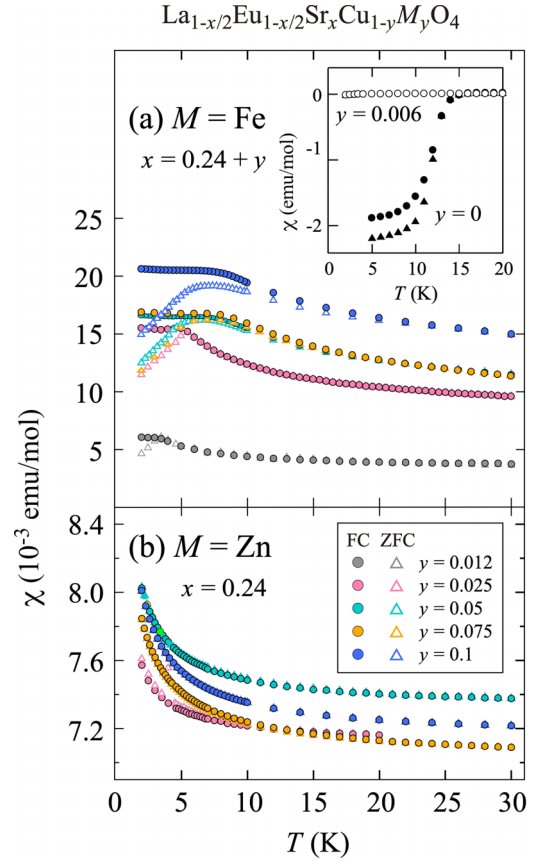 La1-x/2Eu1-x/2SrxCu1-yMyO4
(a) M = Fe
x = 0.24 + y
0
-1
-2
χ (emu/mol)
y = 0.006
y = 0
0 5 10 15 20
T (K)
25
20
15
10
5
χ (10-3 emu/mol)
8.4
8.0
7.6
7.2
(b) M = Zn
x = 0.24
FC ZFC
y = 0.012
y = 0.025
y = 0.05
y = 0.075
y = 0.1
0 5 10 15 20 25 30
T (K)